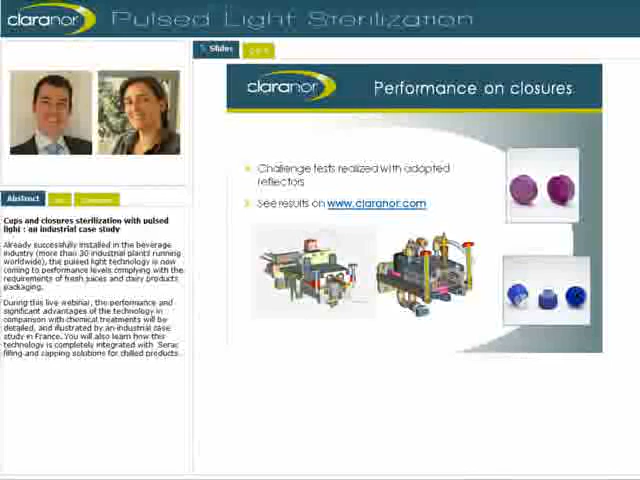 claranor
Pulsed Light Sterilization
Slides
claranor
Performance on closures
Challenge tests realized with adapted
reflectors
See results on www.claranor.com
Abstract
Cups and closures sterilization with pulsed
light : an industrial case study
Already successfully installed in the beverage
industry (more than 30 industrial plants running
worldwide), the pulsed light technology is now
coming to performance levels complying with the
requirements of fresh juices and dairy products
packaging.
During this live webinar, the performance and
significant advantages of the technology in
comparison with chemical treatments will be
detailed, and illustrated by an industrial case
study in France. You will also learn how this
technology is completely integrated with Serac
filling and capping solutions for chilled products.